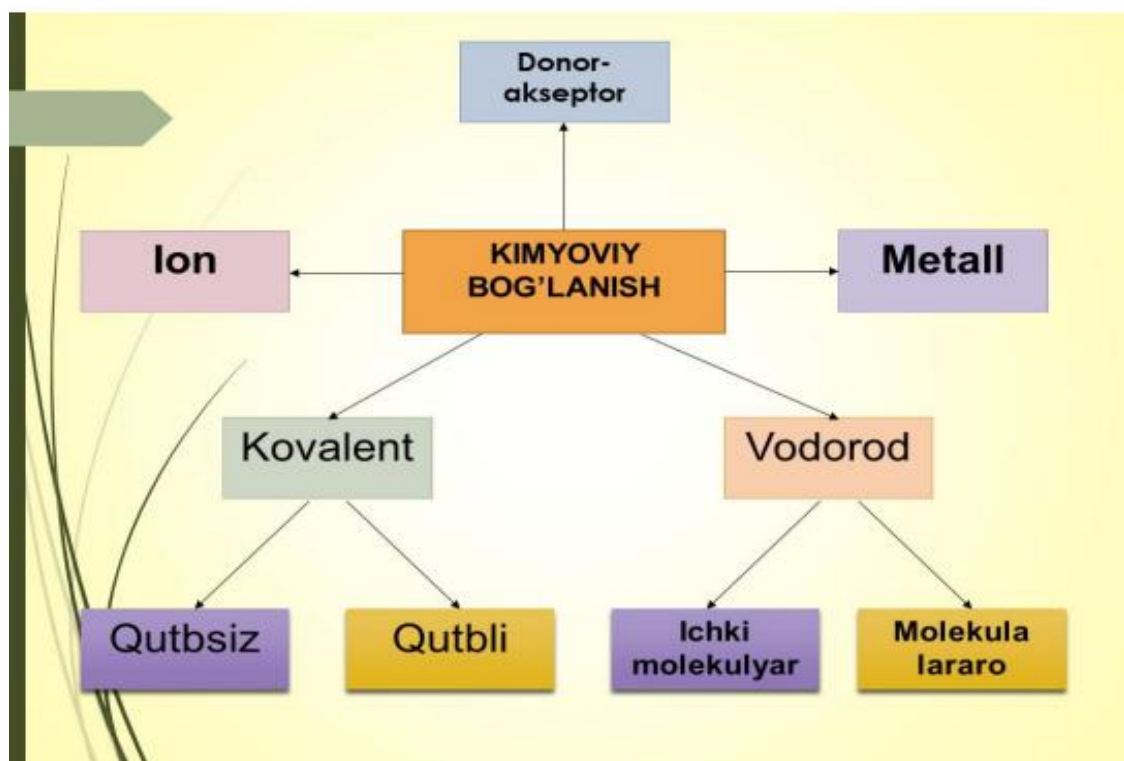 Donor-
akseptor
Ion
KIMYOVIY
BOG’LANISH
Metall
Kovalent
Vodorod
Qutbsiz
Qutbli
Ichki
molekulyar
Molekula
lararo